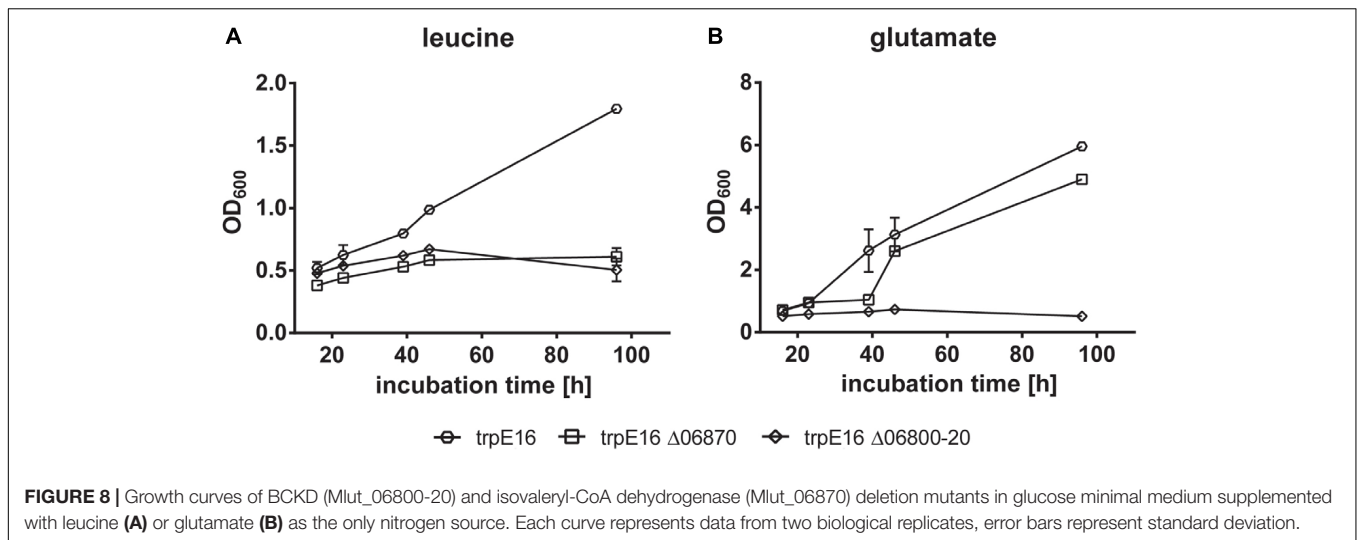 A leucine
B glutamate
2.0
1.5
1.0
0.5
0.0
OD600
20 40 60 80 100
incubation time [h]
8
6
4
2
0
OD600
20 40 60 80 100
incubation time [h]
trpE16 trpE16 Δ06870 trpE16 Δ06800-20
FIGURE 8 | Growth curves of BCKD (Mlut_06800-20) and isovaleryl-CoA dehydrogenase (Mlut_06870) deletion mutants in glucose minimal medium supplemented
with leucine (A) or glutamate (B) as the only nitrogen source. Each curve represents data from two biological replicates, error bars represent standard deviation.